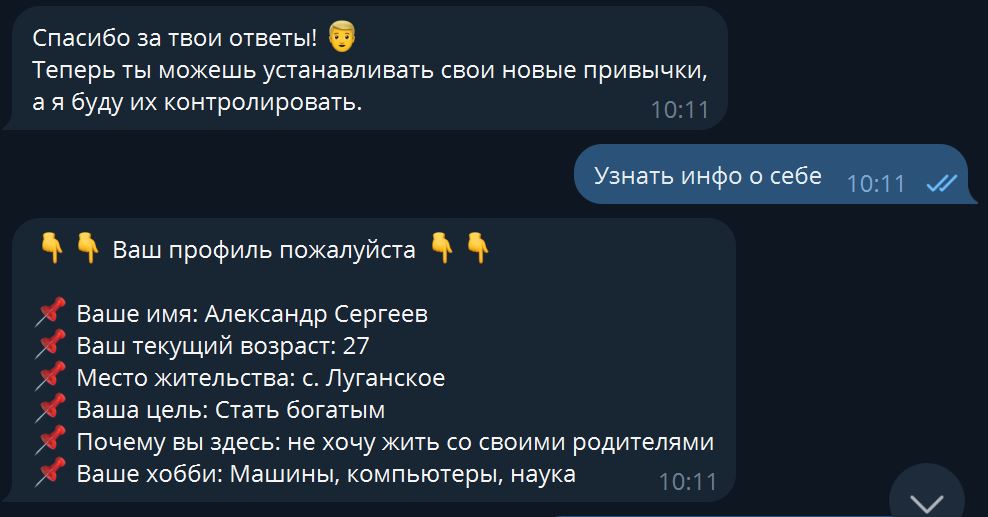 Спасибо за твои ответы! 👨
Теперь ты можешь устанавливать свои новые привычки,
а я буду их контролировать.
10:11
Узнать инфо о себе 10:11
👇 👇 Ваш профиль пожалуйста 👇 👇
📌 Ваше имя: Александр Сергеев
📌 Ваш текущий возраст: 27
📌 Место жительства: с. Луганское
📌 Ваша цель: Стать богатым
📌 Почему вы здесь: не хочу жить со своими родителями
📌 Ваше хобби: Машины, компьютеры, наука
10:11